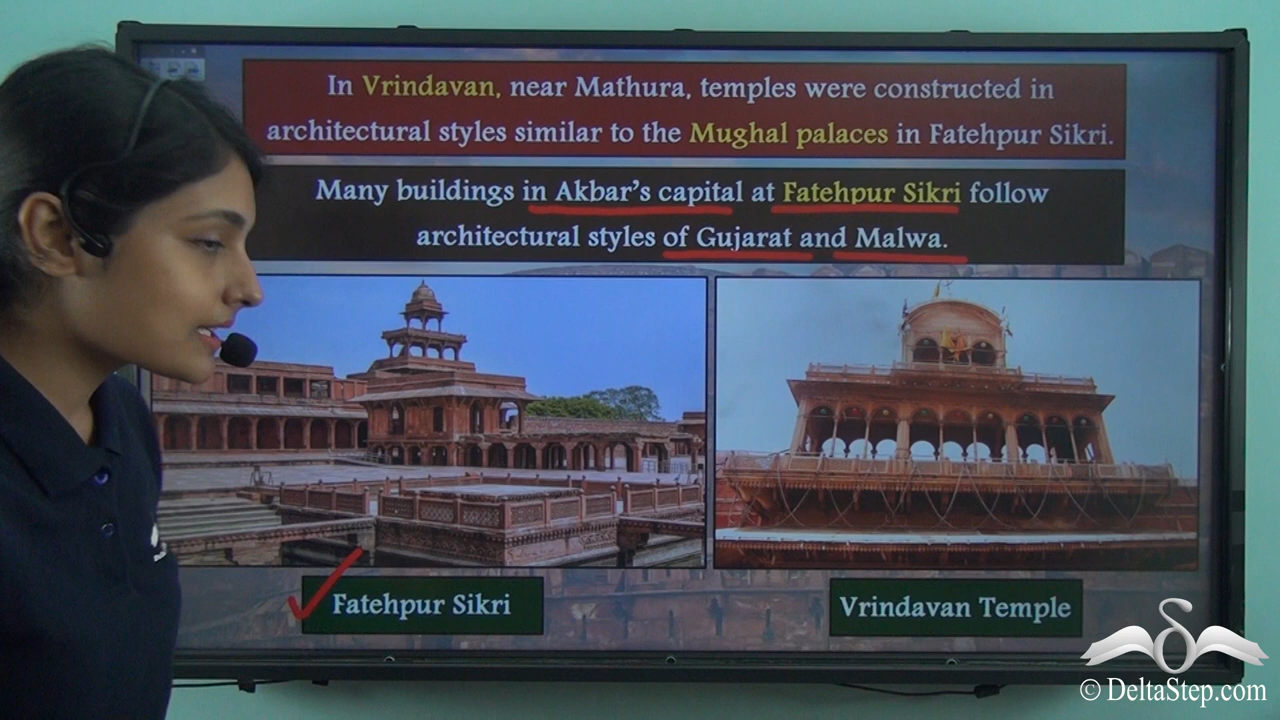 In Vrindavan, near Mathura, temples were constructed in
architectural styles similar to the Mughal palaces in Fatehpur Sikri.
Many buildings in Akbar's capital at Fatehpur Sikri follow
architectural styles of Gujarat and Malwa.
Fatehpur Sikri
Vrindavan Temple
© DeltaStep.com